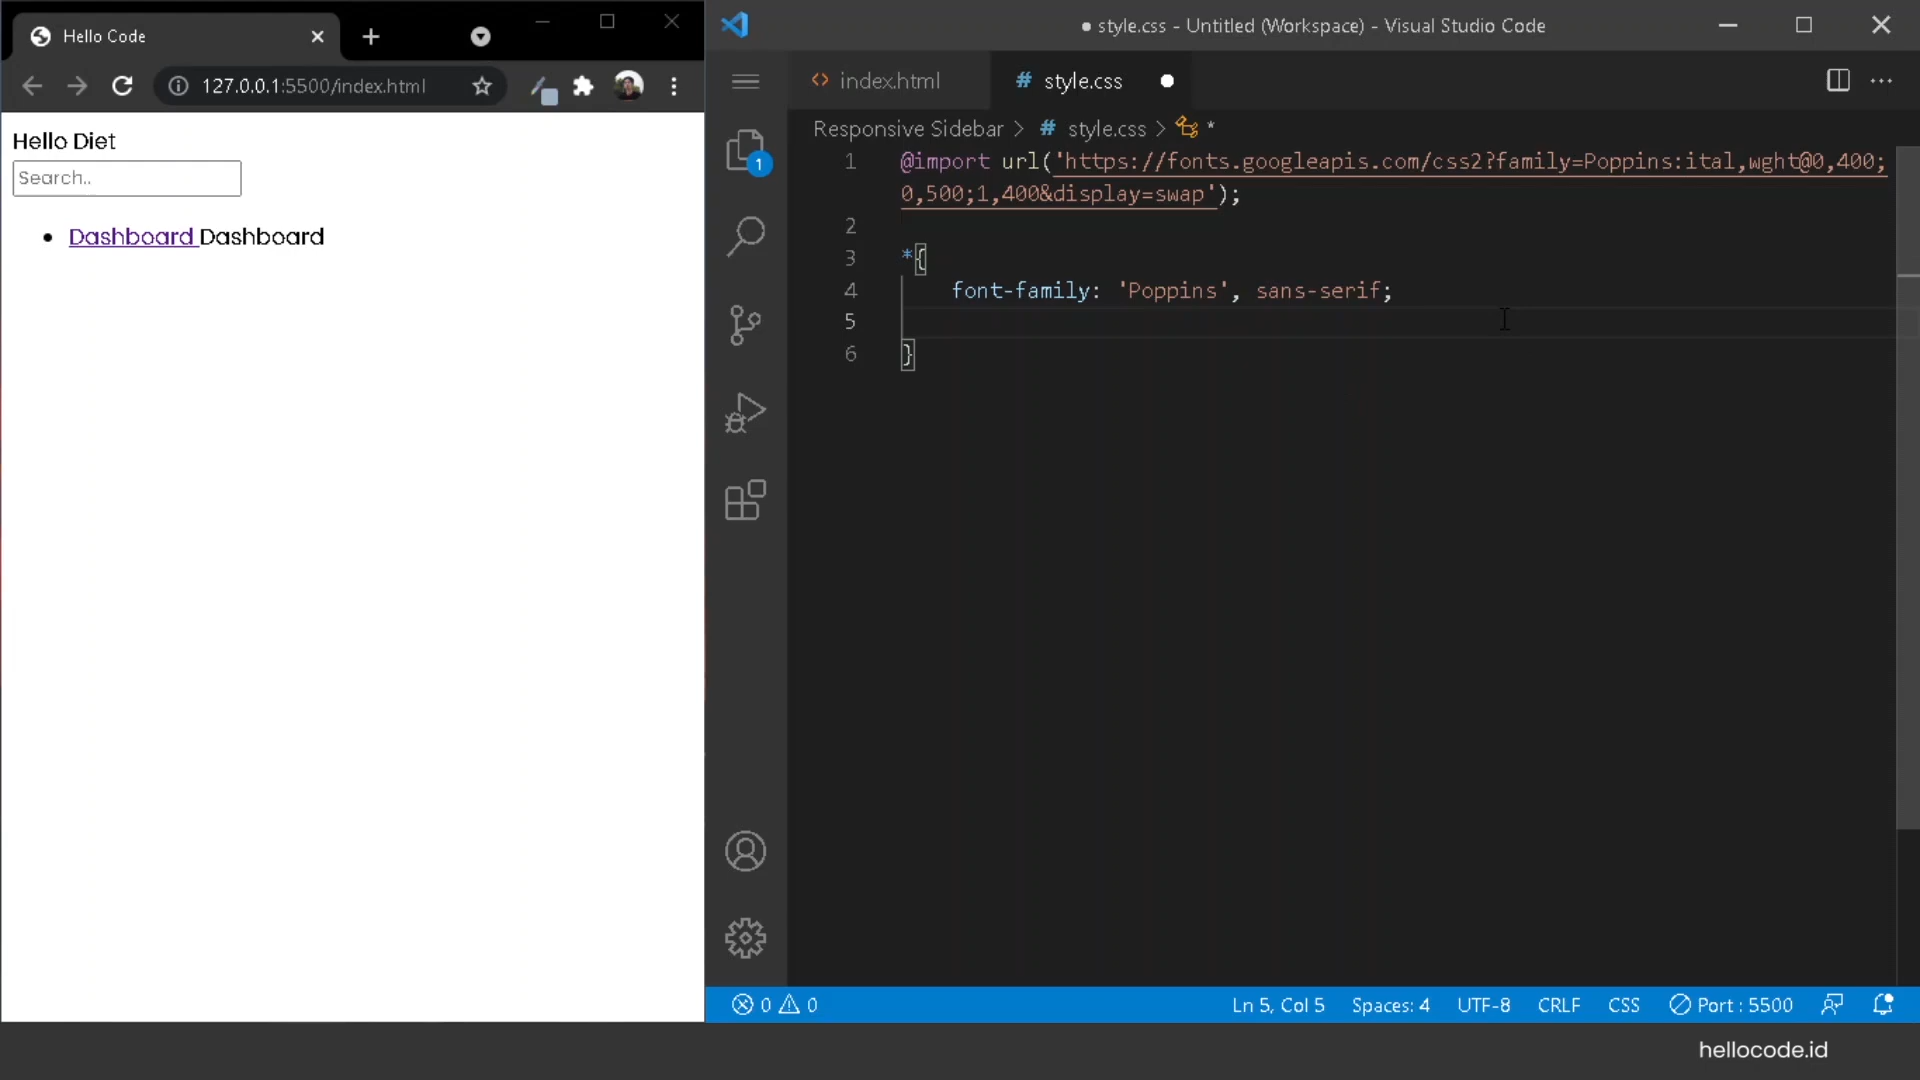 Hello Code
127.0.0.1:5500/index.html
Hello Diet
Search..
Dashboard Dashboard
● style.css - Untitled (Workspace) - Visual Studio Code
<> index.html
# style.css ●
Responsive Sidebar > # style.css > *
1 @import url('https://fonts.googleapis.com/css2?family=Poppins:ital,wght@0,400;
0,500;1,400&display=swap');
2
3 *{
4 font-family: 'Poppins', sans-serif;
5
6 }
1
0 0
Ln 5, Col 5 Spaces: 4 UTF-8 CRLF CSS Port : 5500
hellocode.id